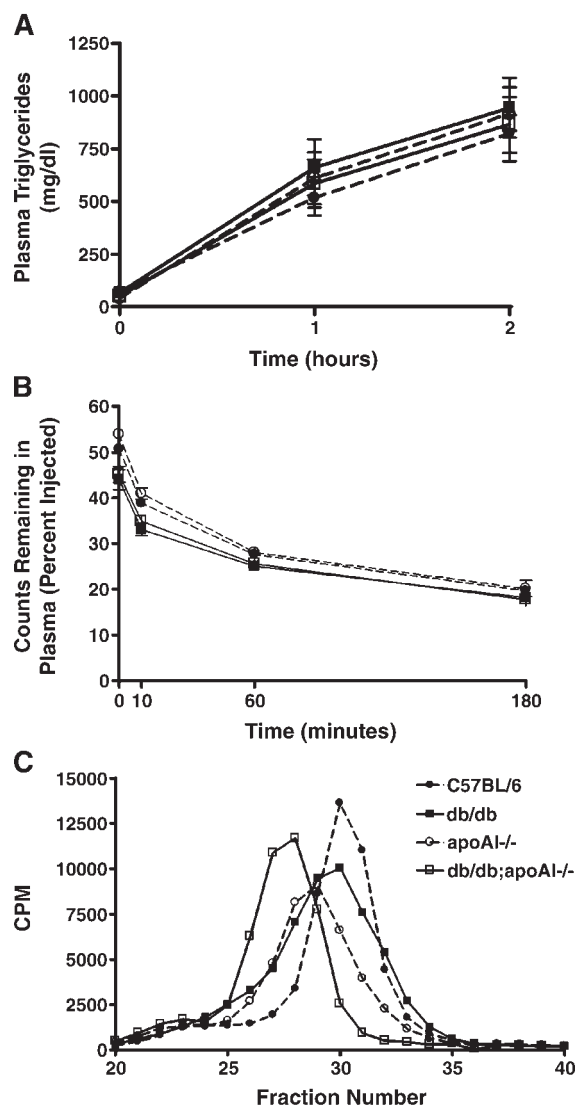 A
Plasma Triglycerides
(mg/dl)
1250
1000
750
500
250
0
0 1 2
Time (hours)
B
Counts Remaining in
Plasma (Percent Injected)
60
50
40
30
20
10
0
0 10 60 180
Time (minutes)
C
CPM
15000
12500
10000
7500
5000
2500
0
20 25 30 35 40
Fraction Number
C57BL/6
db/db
apoAI-/-
db/db;apoAI-/-